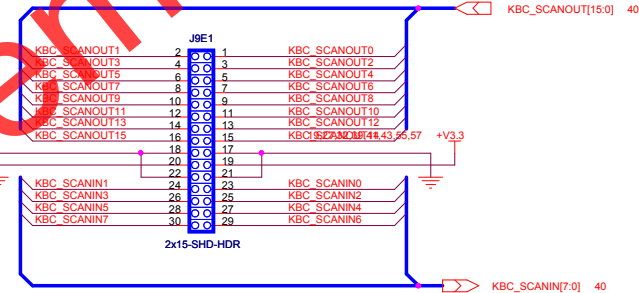 KBC_SCANOUT[15:0] 40
J9E1
KBC_SCANOUT1 2 1 KBC_SCANOUT0
KBC_SCANOUT3 4 3 KBC_SCANOUT2
KBC_SCANOUT5 6 5 KBC_SCANOUT4
KBC_SCANOUT7 8 7 KBC_SCANOUT6
KBC_SCANOUT9 10 9 KBC_SCANOUT8
KBC_SCANOUT11 12 11 KBC_SCANOUT10
KBC_SCANOUT13 14 13 KBC_SCANOUT12
KBC_SCANOUT15 16 15 KBC_SCANOUT14 +V3.3
18 17
20 19
22 21
KBC_SCANIN1 24 23 KBC_SCANIN0
KBC_SCANIN3 26 25 KBC_SCANIN2
KBC_SCANIN5 28 27 KBC_SCANIN4
KBC_SCANIN7 30 29 KBC_SCANIN6
2x15-SHD-HDR
KBC_SCANIN[7:0] 40